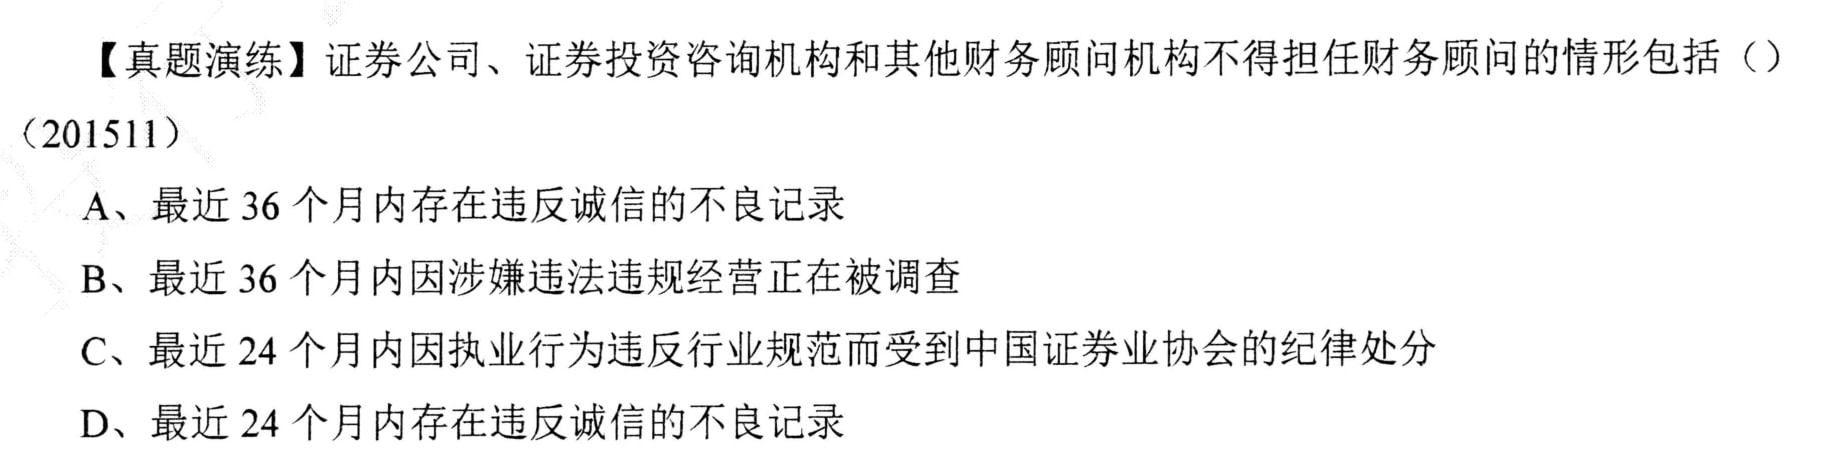 【真题演练】证券公司、证券投资咨询机构和其他财务顾问机构不得担任财务顾问的情形包括（）
（201511）
A、最近 36 个月内存在违反诚信的不良记录
B、最近 36 个月内因涉嫌违法违规经营正在被调查
C、最近 24 个月内因执业行为违反行业规范而受到中国证券业协会的纪律处分
D、最近 24 个月内存在违反诚信的不良记录